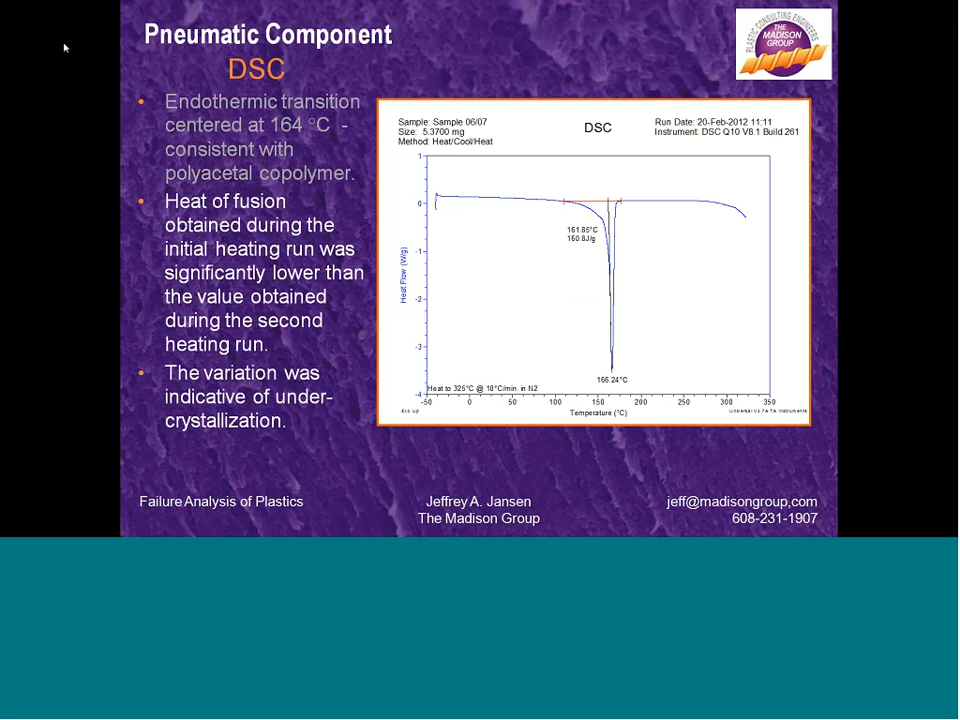 Pneumatic Component
DSC
PLASTIC CONSULTING ENGINEERS
THE
MADISON
GROUP
• Endothermic transition
centered at 164 °C -
consistent with
polyacetal copolymer.
• Heat of fusion
obtained during the
initial heating run was
significantly lower than
the value obtained
during the second
heating run.
• The variation was
indicative of under-
crystallization.
Sample: Sample 06/07
Size: 5.3700 mg
Method: Heat/Cool/Heat
DSC
Run Date: 20-Feb-2012 11:11
Instrument: DSC Q10 V8.1 Build 261
1
0
-1
-2
-3
-4
Heat Flow (W/g)
161.85°C
160.8J/g
166.24°C
Heat to 325°C @ 10°C/min. in N2
-50 0 50 100 150 200 250 300 350
Exo Up
Temperature (°C)
Universal V4.7A TA Instruments
Failure Analysis of Plastics
Jeffrey A. Jansen
The Madison Group
jeff@madisongroup,com
608-231-1907